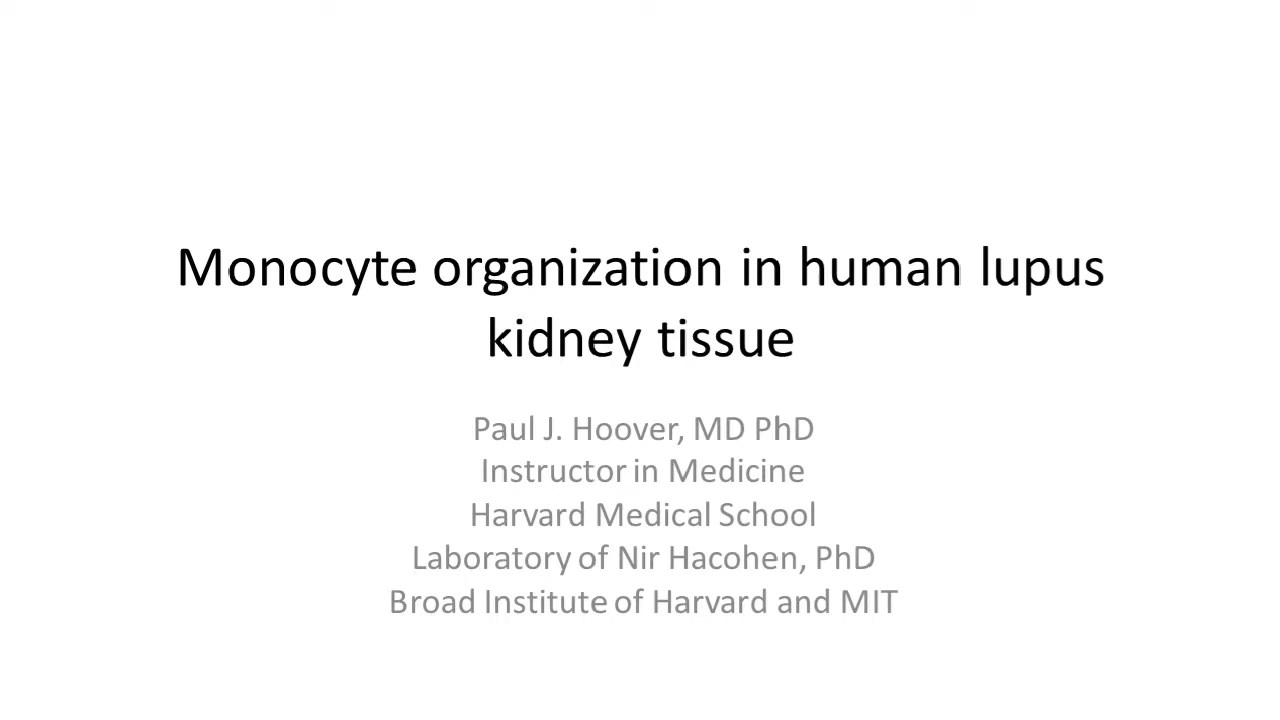 Monocyte organization in human lupus
kidney tissue
Paul J. Hoover, MD PhD
Instructor in Medicine
Harvard Medical School
Laboratory of Nir Hacohen, PhD
Broad Institute of Harvard and MIT